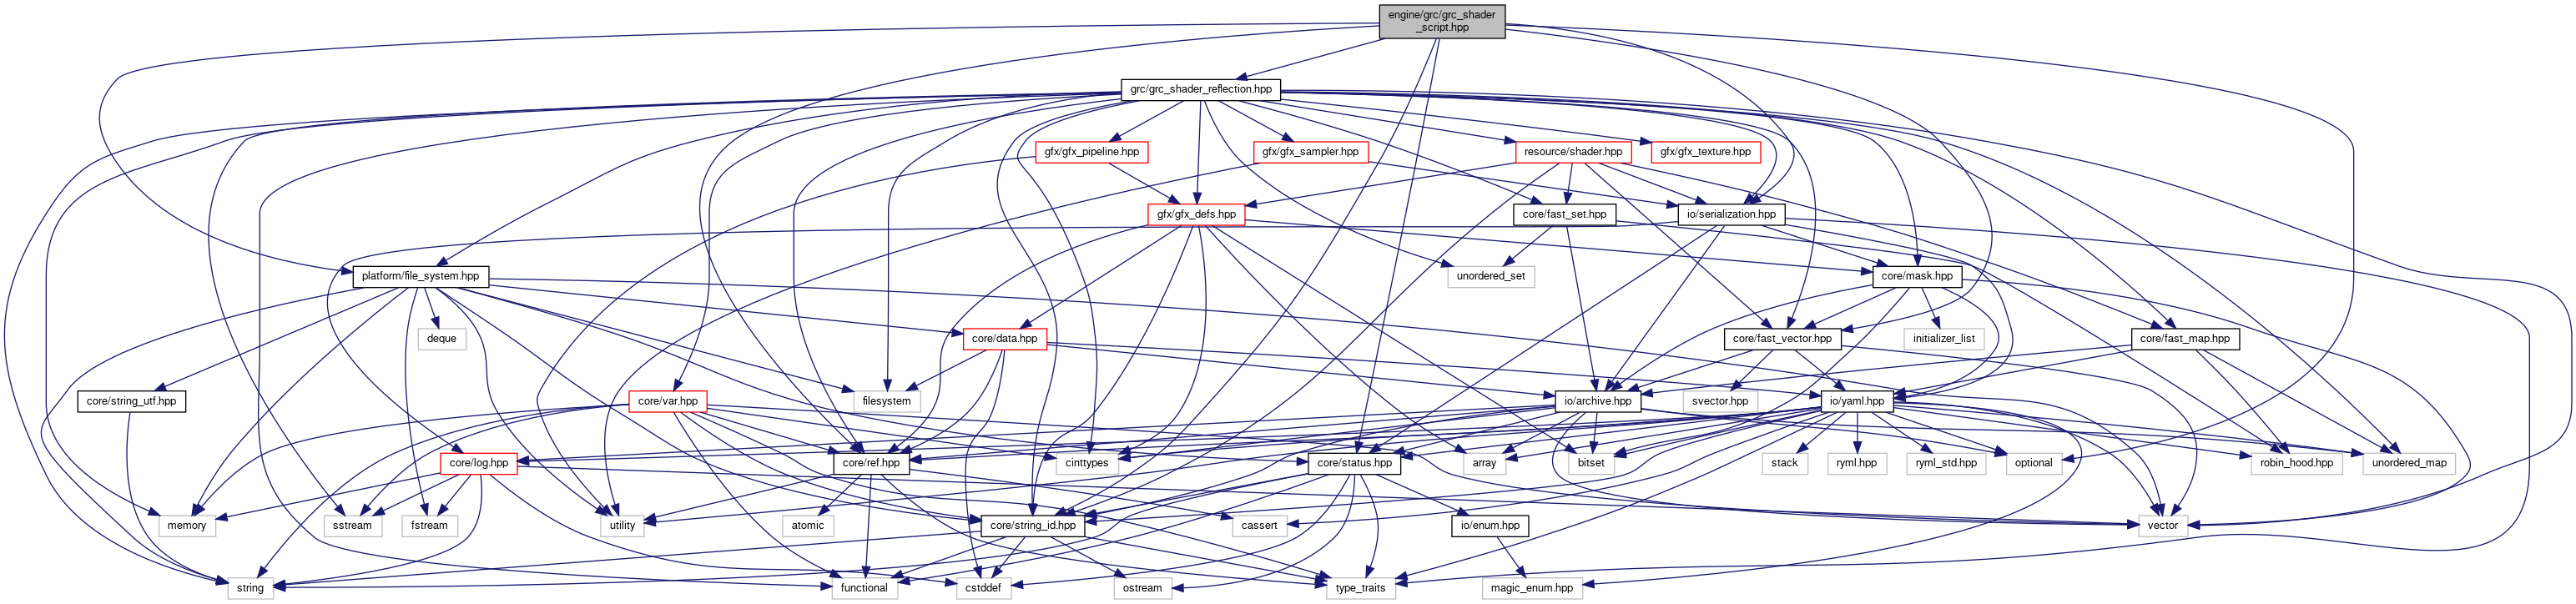 engine/grc/grc_shader
_script.hpp
grc/grc_shader_reflection.hpp
gfx/gfx_pipeline.hpp
gfx/gfx_sampler.hpp
resource/shader.hpp
gfx/gfx_texture.hpp
gfx/gfx_defs.hpp
core/fast_set.hpp
io/serialization.hpp
platform/file_system.hpp
unordered_set
core/mask.hpp
deque
core/data.hpp
core/fast_vector.hpp
initializer_list
core/fast_map.hpp
core/string_utf.hpp
core/var.hpp
filesystem
io/archive.hpp
svector.hpp
io/yaml.hpp
core/log.hpp
core/ref.hpp
cinttypes
core/status.hpp
array
bitset
stack
ryml.hpp
ryml_std.hpp
optional
robin_hood.hpp
unordered_map
memory
sstream
fstream
utility
atomic
core/string_id.hpp
cassert
io/enum.hpp
vector
string
functional
cstddef
ostream
type_traits
magic_enum.hpp